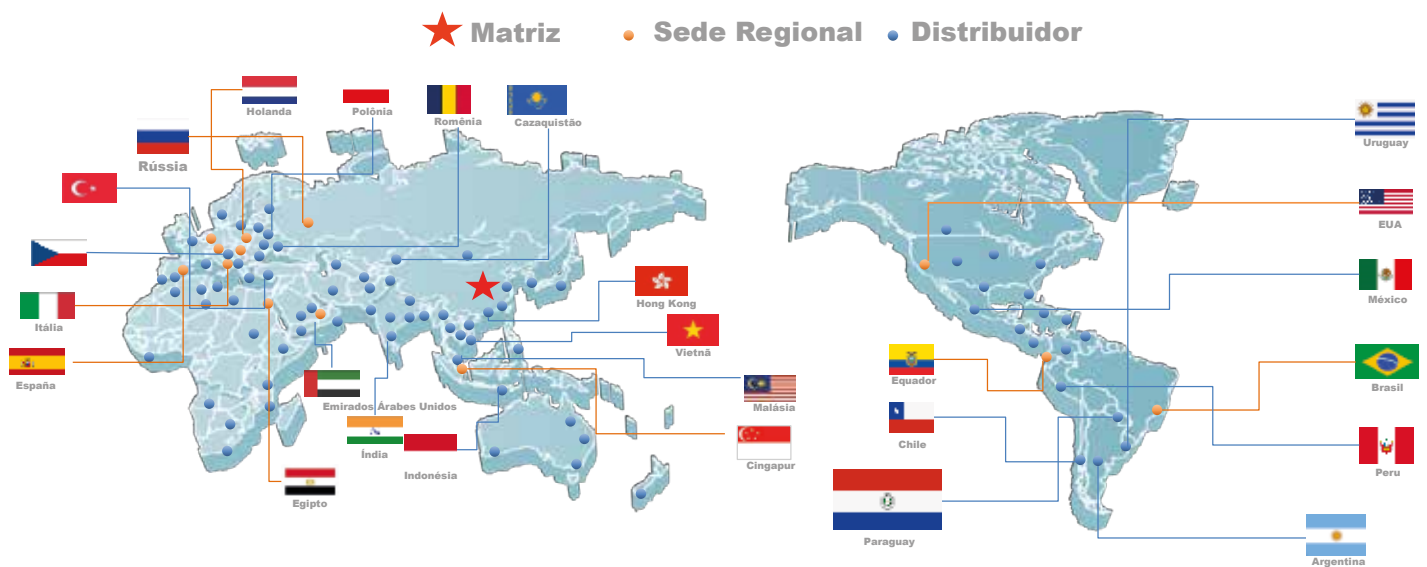 Matriz
Sede Regional
Distribuidor
Holanda
Polônia
Romênia
Cazaquistão
Rússia
Uruguay
EUA
Hong Kong
México
Itália
Vietnã
España
Equador
Brasil
Emirados Árabes Unidos
Malásia
Chile
Índia
Indonésia
Cingapur
Peru
Egipto
Paraguay
Argentina